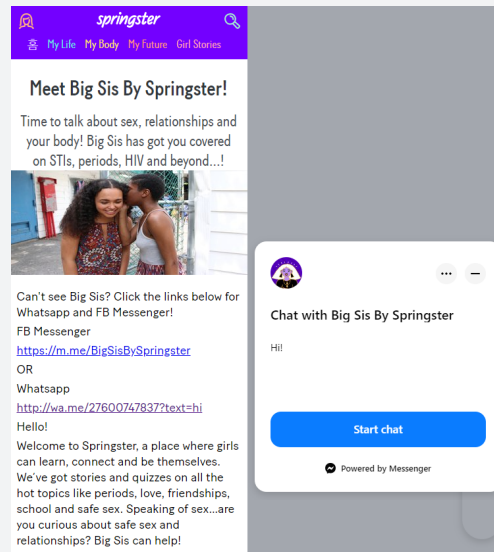 springster
홈 My Life My Body My Future Girl Stories
Meet Big Sis By Springster!
Time to talk about sex, relationships and
your body! Big Sis has got you covered
on STIs, periods, HIV and beyond...!
Can't see Big Sis? Click the links below for
Whatsapp and FB Messenger!
FB Messenger
https://m.me/BigSisBySpringster
OR
Whatsapp
http://wa.me/27600747837?text=hi
Hello!
Welcome to Springster, a place where girls
can learn, connect and be themselves.
We've got stories and quizzes on all the
hot topics like periods, love, friendships,
school and safe sex. Speaking of sex...are
you curious about safe sex and
relationships? Big Sis can help!
Chat with Big Sis By Springster
Hi!
Start chat
Powered by Messenger